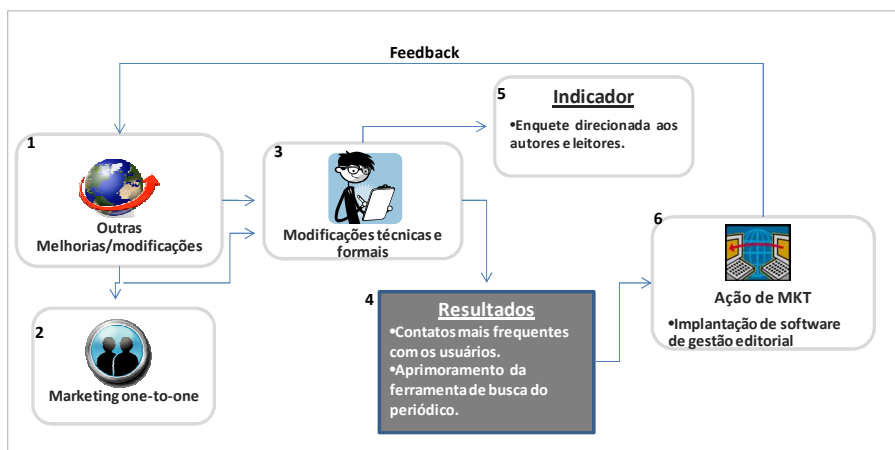 Feedback
1
Outras
Melhorias/modificações
2
Marketing one-to-one
3
Modificações técnicas e
formais
4
Resultados
•Contatos mais frequentes
com os usuários.
•Aprimoramento da
ferramenta de busca do
periódico.
5
Indicador
•Enquete direcionada aos
autores e leitores.
6
Ação de MKT
•Implantação de software
de gestão editorial